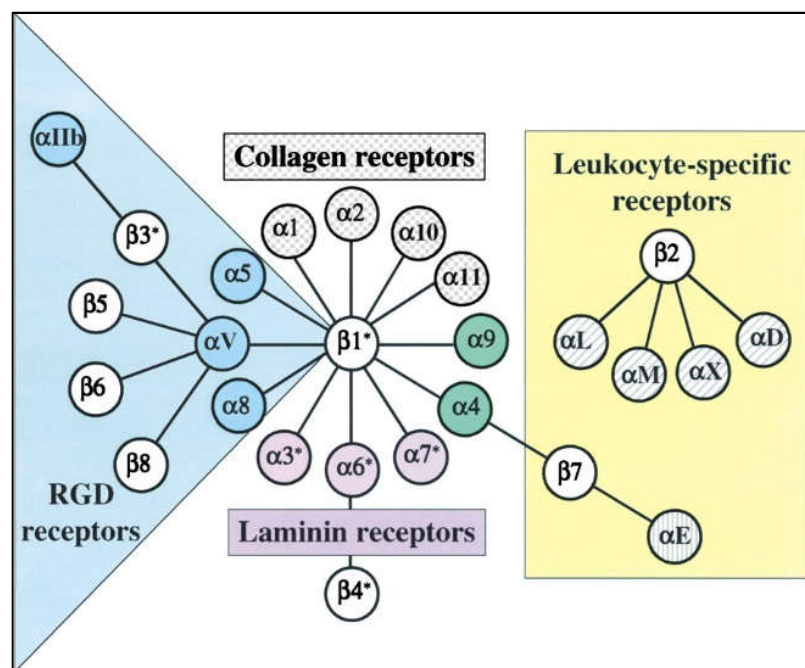 αIIb
Collagen receptors
Leukocyte-specific
receptors
β3*
α5
α1
α2
α10
α11
β2
β5
αV
β1*
α9
αL
αM
αX
αD
β6
α8
α4
β8
α3*
α6*
α7*
β7
RGD
receptors
Laminin receptors
αE
β4*